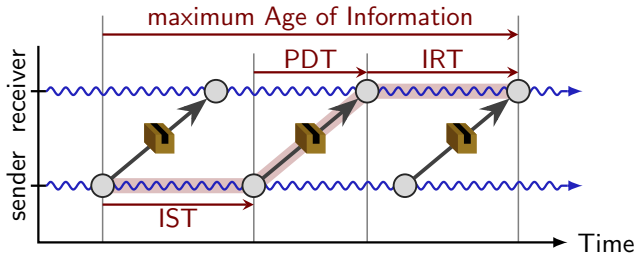 maximum Age of Information
PDT
IRT
receiver
sender
IST
Time